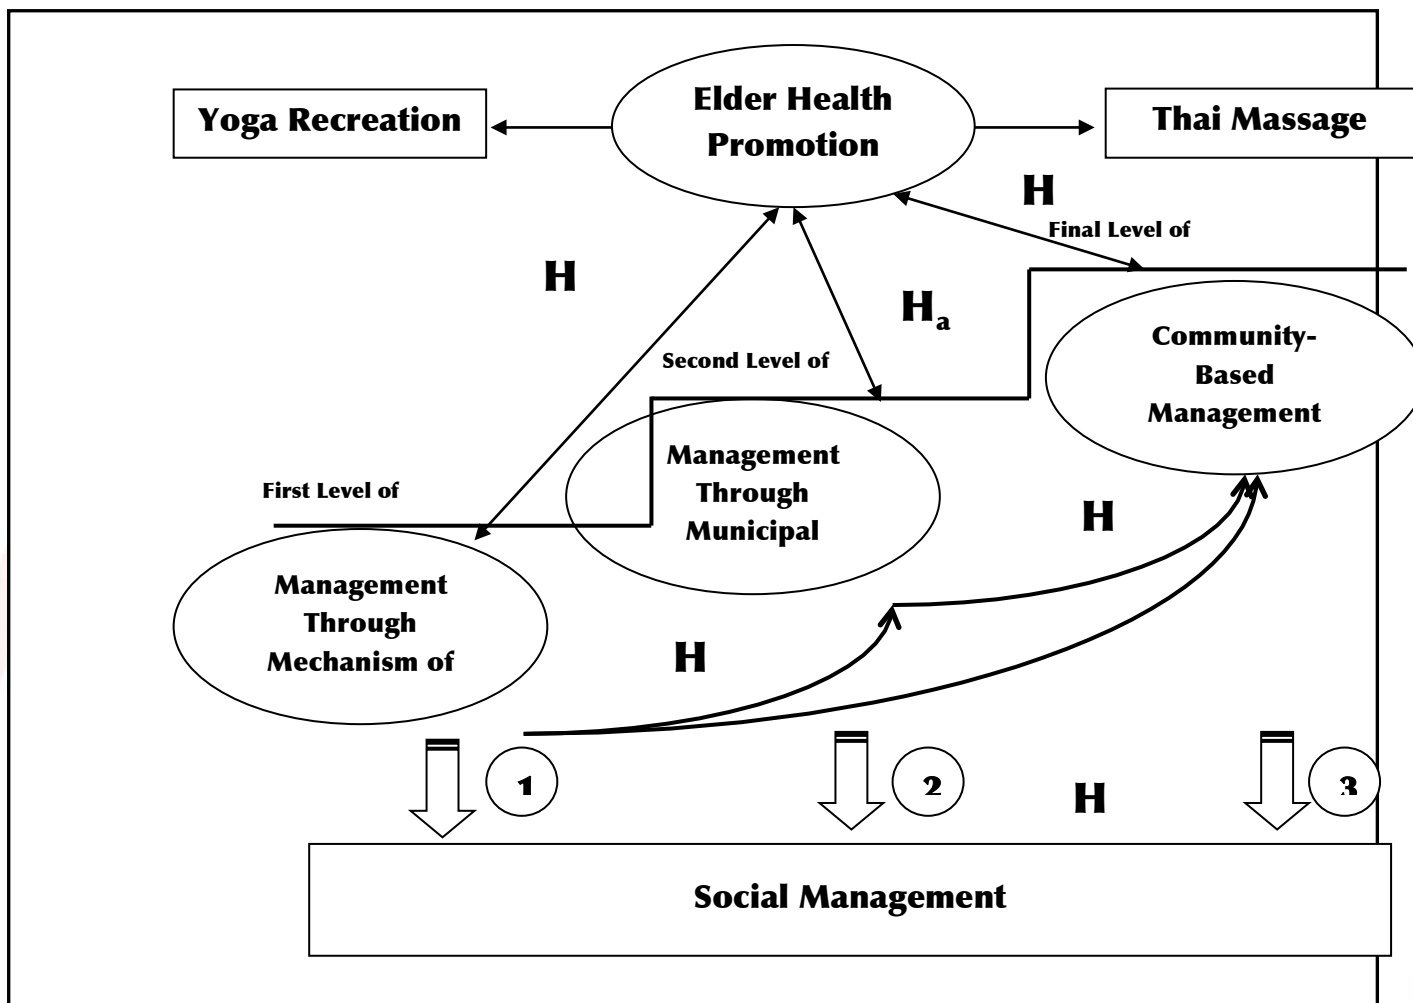 Elder Health
Promotion
Yoga Recreation
Thai Massage
H
Final Level of
H
Ha
Second Level of
Community-
Based
Management
Management
Through
Municipal
First Level of
H
Management
Through
Mechanism of
H
1
2
3
H
Social Management